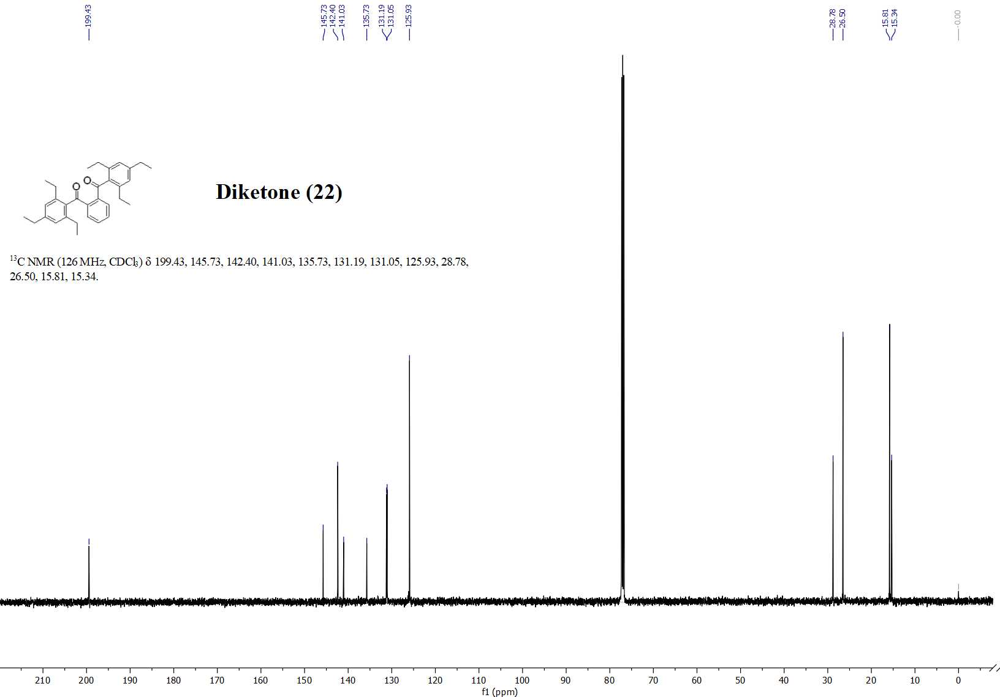 199.43
145.73
142.40
141.03
135.73
131.19
131.05
125.93
28.78
26.50
15.81
15.34
-0.00
O
O
Diketone (22)
¹³C NMR (126 MHz, CDCl₃) δ 199.43, 145.73, 142.40, 141.03, 135.73, 131.19, 131.05, 125.93, 28.78,
26.50, 15.81, 15.34.
210 200 190 180 170 160 150 140 130 120 110 100 90 80 70 60 50 40 30 20 10 0
f1 (ppm)